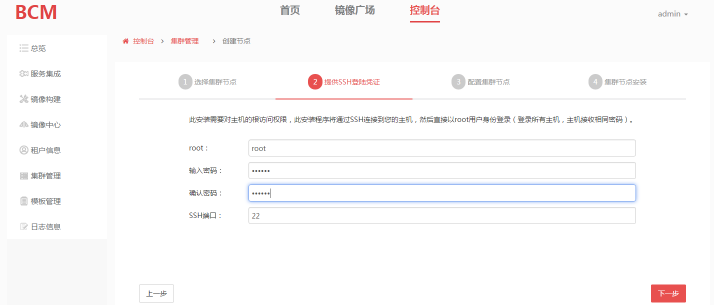 BCM
首页 镜像广场 控制台
admin
控制台 > 集群管理 > 创建节点
总览
服务集成
镜像构建
镜像中心
租户信息
集群管理
模板管理
日志信息
1 选择集群节点
2 提供SSH登陆凭证
3 配置集群节点
4 集群节点安装
此安装需要对主机的根访问权限，此安装程序将通过SSH连接到您的主机，然后直接以root用户身份登录（登录所有主机，主机接收相同密码）。
root： root
输入密码： ••••••
确认密码： ••••••
SSH端口： 22
上一步 下一步